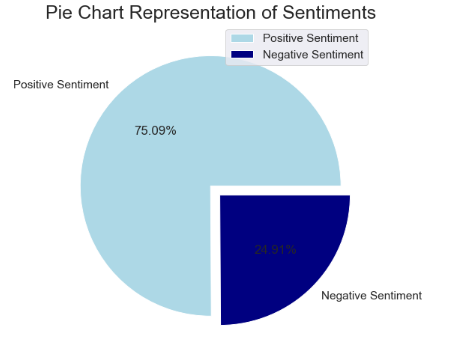 Pie Chart Representation of Sentiments
Positive Sentiment
Negative Sentiment
Positive Sentiment
75.09%
24.91%
Negative Sentiment